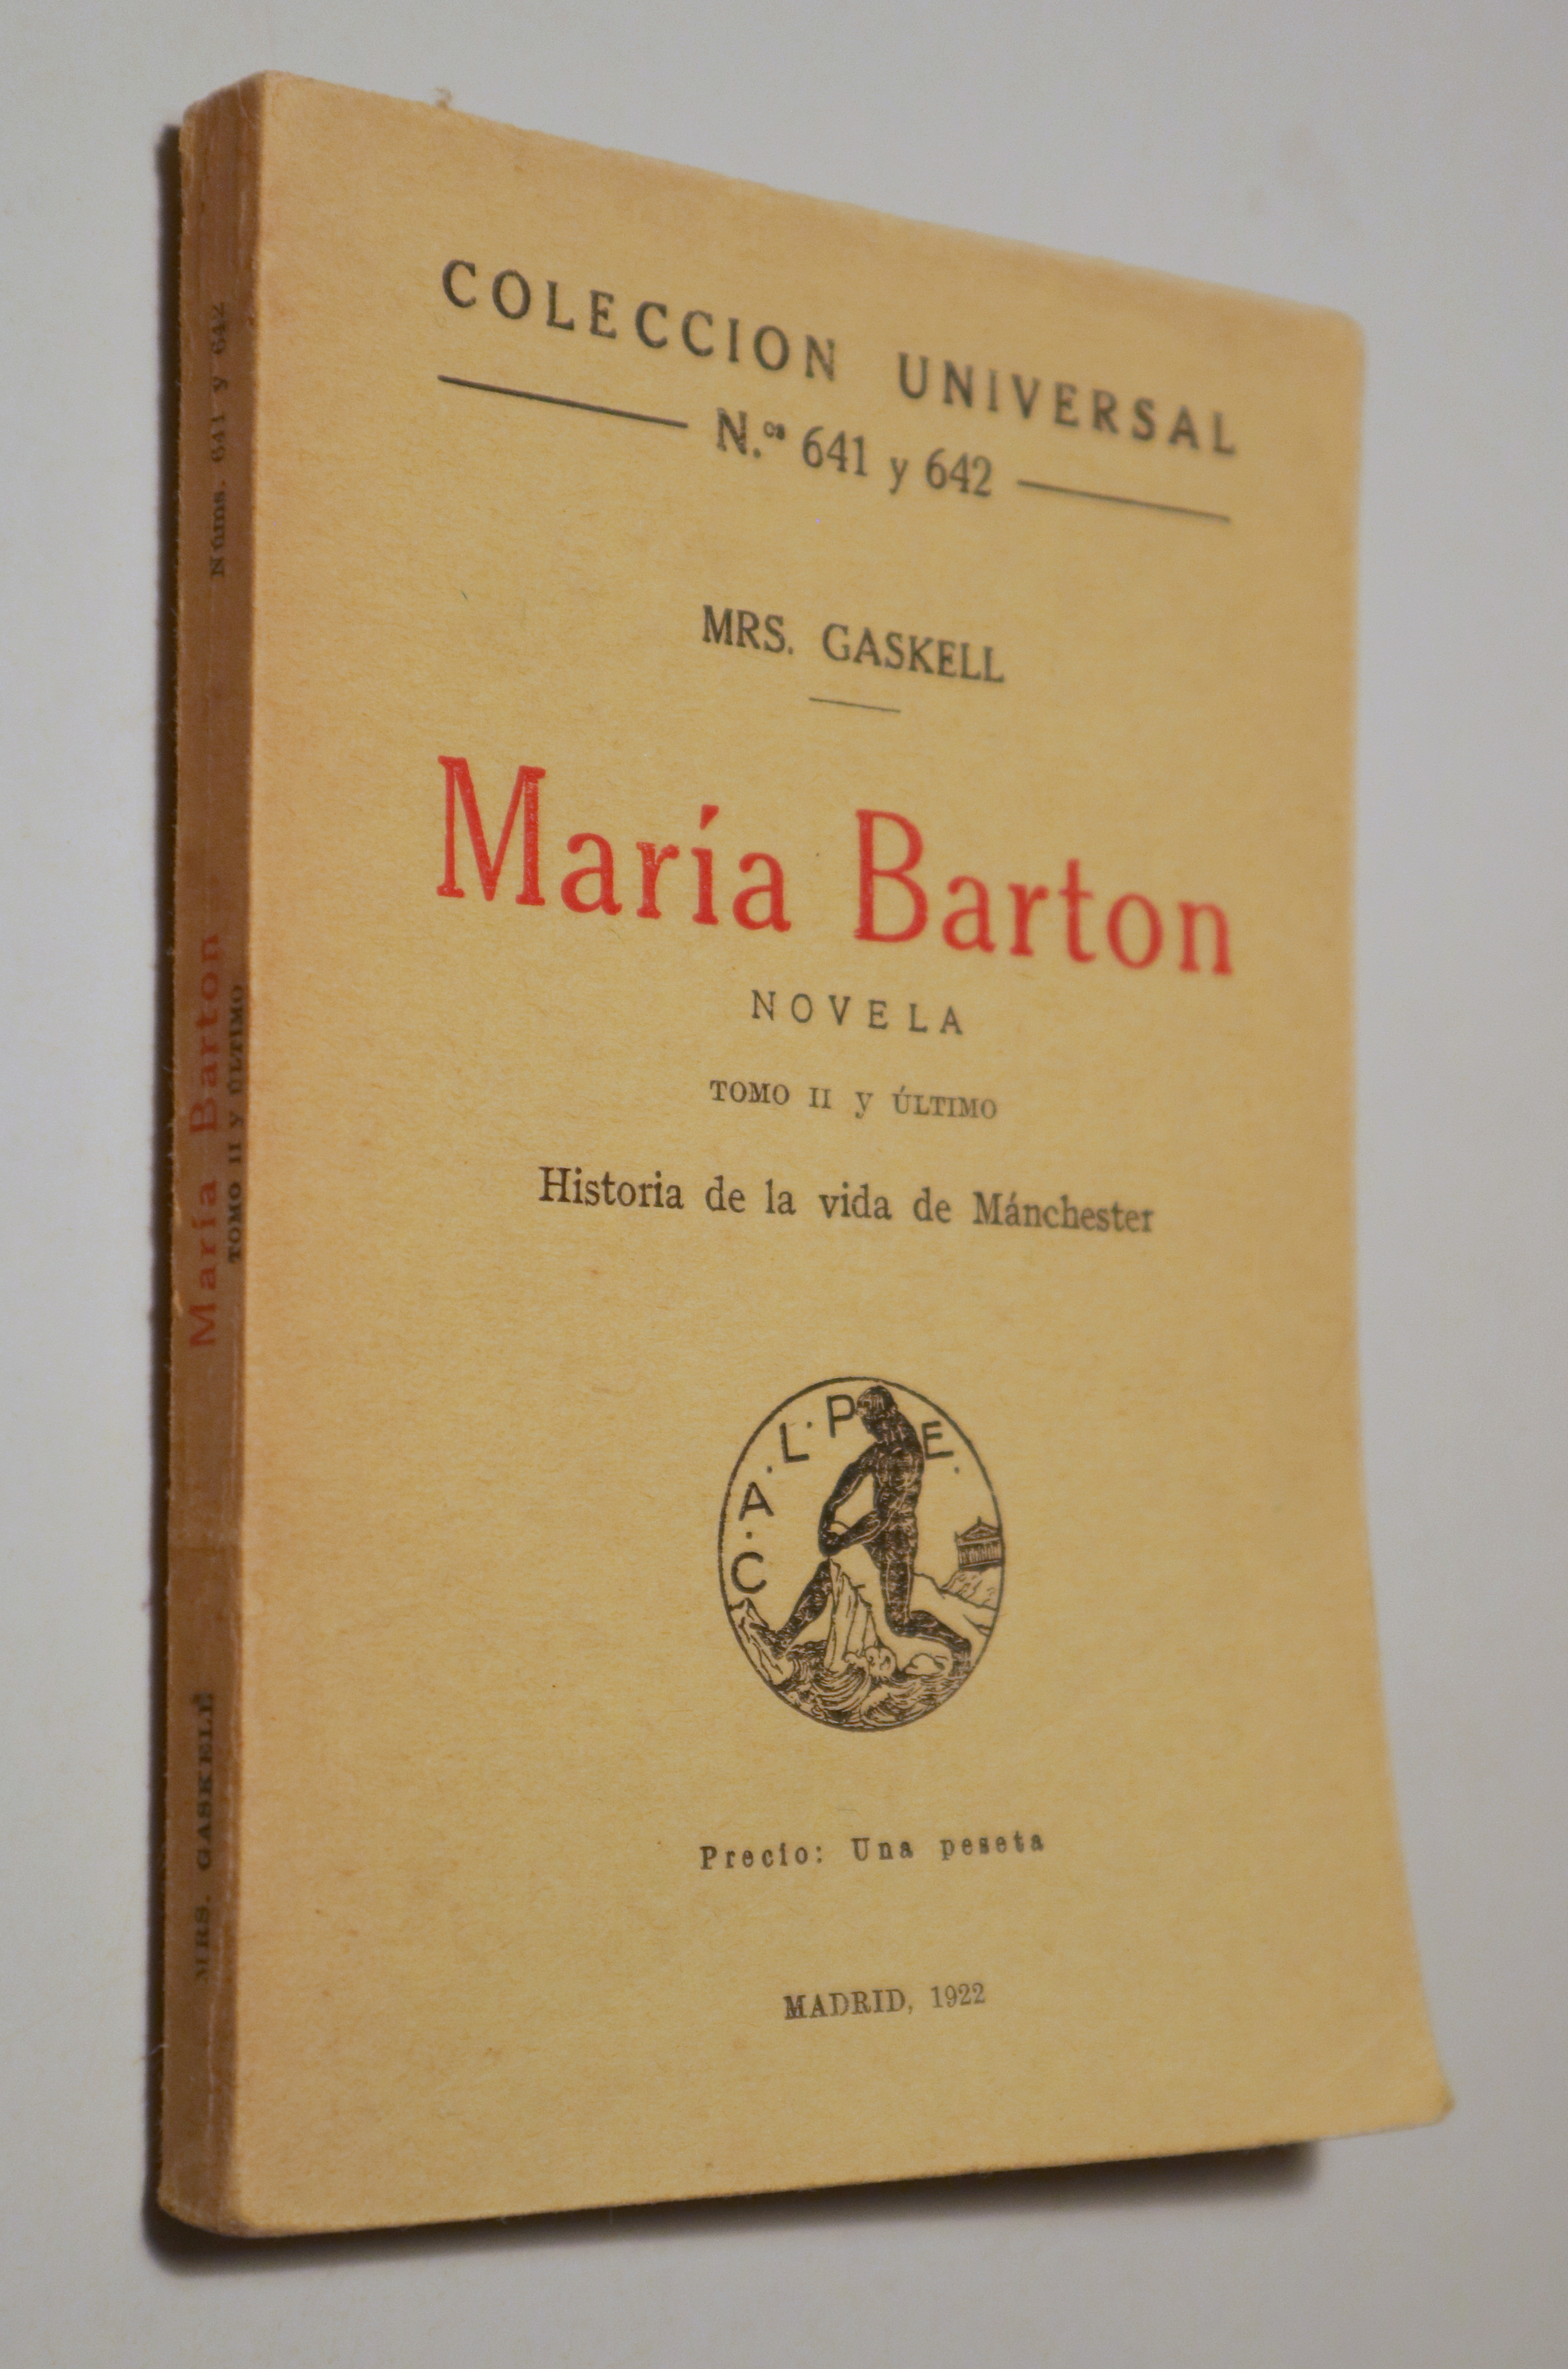 COLECCION UNIVERSAL
N.os 641 y 642
MRS. GASKELL
María Barton
NOVELA
TOMO II y ÚLTIMO
Historia de la vida de Mánchester
C.A.L.P.E.
Precio: Una peseta
MADRID, 1922
MRS. GASKELL
María Barton
TOMO II y ÚLTIMO
Núms. 641 y 642